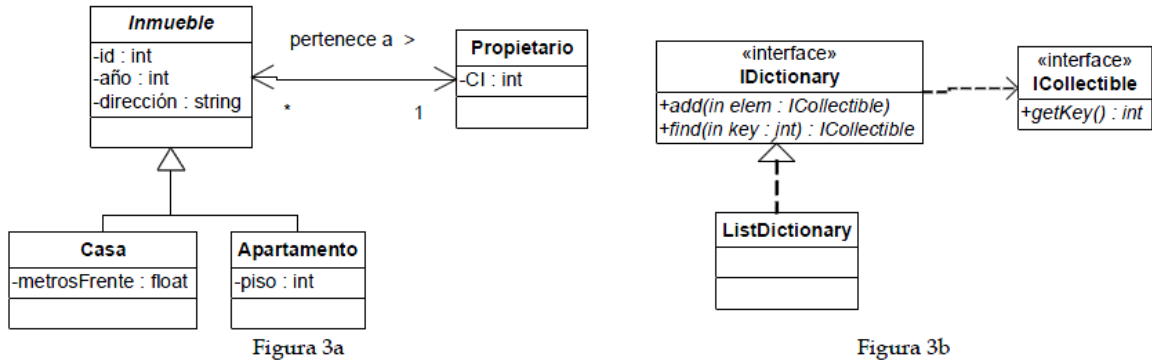 Inmueble
-id : int
-año : int
-dirección : string
pertenece a >
*
1
Propietario
-CI : int
Casa
-metrosFrente : float
Apartamento
-piso : int
Figura 3a
«interface»
IDictionary
+add(in elem : ICollectible)
+find(in key : int) : ICollectible
«interface»
ICollectible
+getKey() : int
ListDictionary
Figura 3b